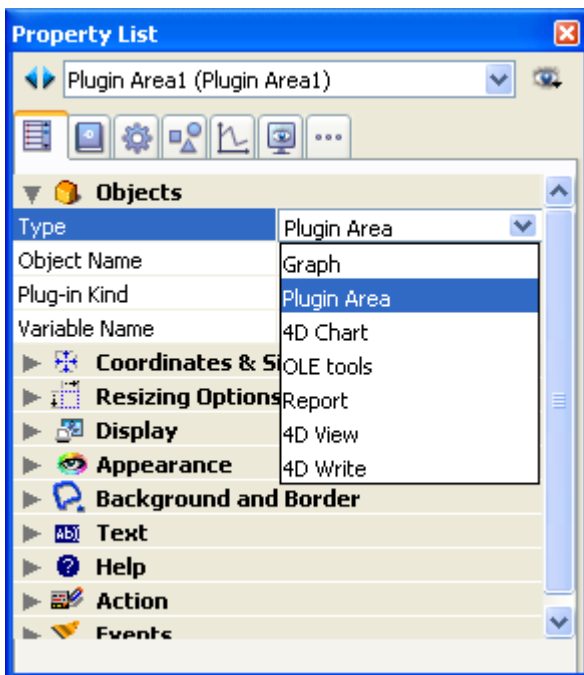 Property List
Plugin Area1 (Plugin Area1)
Objects
Type
Plugin Area
Object Name
Graph
Plug-in Kind
Plugin Area
Variable Name
4D Chart
Coordinates & Si
OLE tools
Resizing Options
Report
Display
4D View
Appearance
4D Write
Background and Border
Abj Text
Help
Action
Events